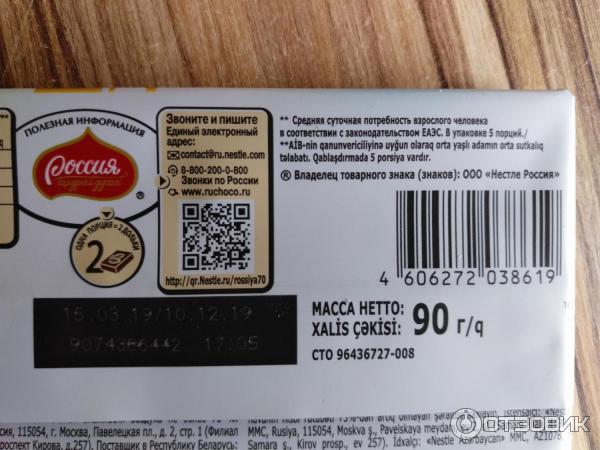 ПОЛЕЗНАЯ ИНФОРМАЦИЯ
РОССИЯ
щедрая душа
®
ОДНА ПОРЦИЯ = 2 ДОЛЬКИ
2
Звоните и пишите
Единый электронный
адрес:
contact@ru.nestle.com
8-800-200-0-800
Звонки по России
www.ruchoco.ru
http://qr.Nestle.ru/rossiya70
** Средняя суточная потребность взрослого человека
в соответствии с законодательством ЕАЭС. В упаковке 5 порций./
**AİB-nin qanunvericiliyinə uyğun olaraq orta yaşlı adamın orta sutkalıq
tələbatı. Qablaşdırmada 5 porsiya vardır.
® Владелец товарного знака (знаков): ООО «Нестле Россия»
4 606272 038619
15.03.19/10.12.19
9074386442 17:05
МАССА НЕТТО:
XALİS ÇƏKİSİ: 90 г/q
СТО 96436727-008
115054, г. Москва, Павелецкая пл., д. 2, стр. 1 (Филиал
MMC, Rusiya, 115054, Moskva ş., Paveletskaya meydan
Кирова, д.257). Поставщик в Республику Беларусь:
Samara ş., Kirov prosp., ev 257). İdxalçı: «Nestle Azərbaycan» MMC, AZ1078
ОТЗОВИК